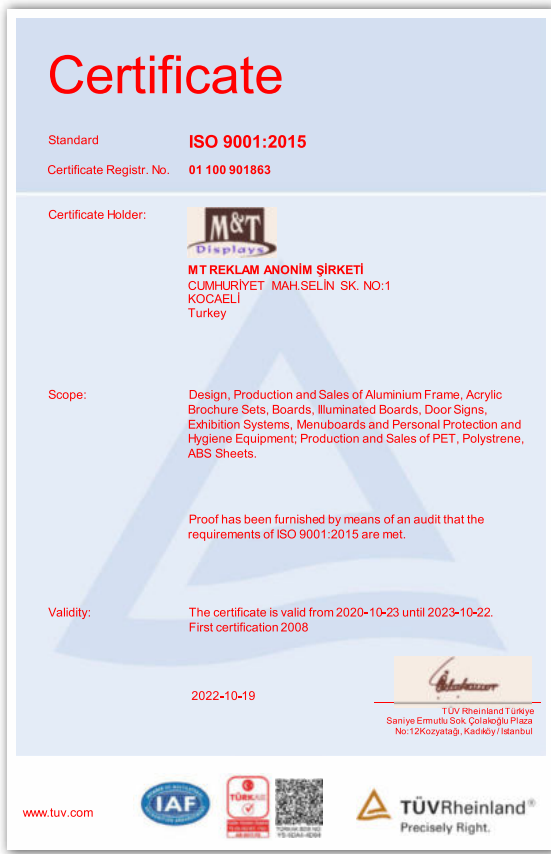 Certificate
Standard ISO 9001:2015
Certificate Registr. No. 01 100 901863
Certificate Holder:
M&T
Displays
MT REKLAM ANONİM ŞİRKETİ
CUMHURİYET MAH.SELİN SK. NO:1
KOCAELİ
Turkey
Scope: Design, Production and Sales of Aluminium Frame, Acrylic
Brochure Sets, Boards, Illuminated Boards, Door Signs,
Exhibition Systems, Menuboards and Personal Protection and
Hygiene Equipment; Production and Sales of PET, Polystrene,
ABS Sheets.
Proof has been furnished by means of an audit that the
requirements of ISO 9001:2015 are met.
Validity: The certificate is valid from 2020-10-23 until 2023-10-22.
First certification 2008
2022-10-19
TÜV Rheinland Türkiye
Saniye Ermutlu Sok. Çolakoğlu Plaza
No:12Kozyatağı, Kadıköy / Istanbul
www.tuv.com
IAF
TÜRKAK
TÜVRheinland®
Precisely Right.